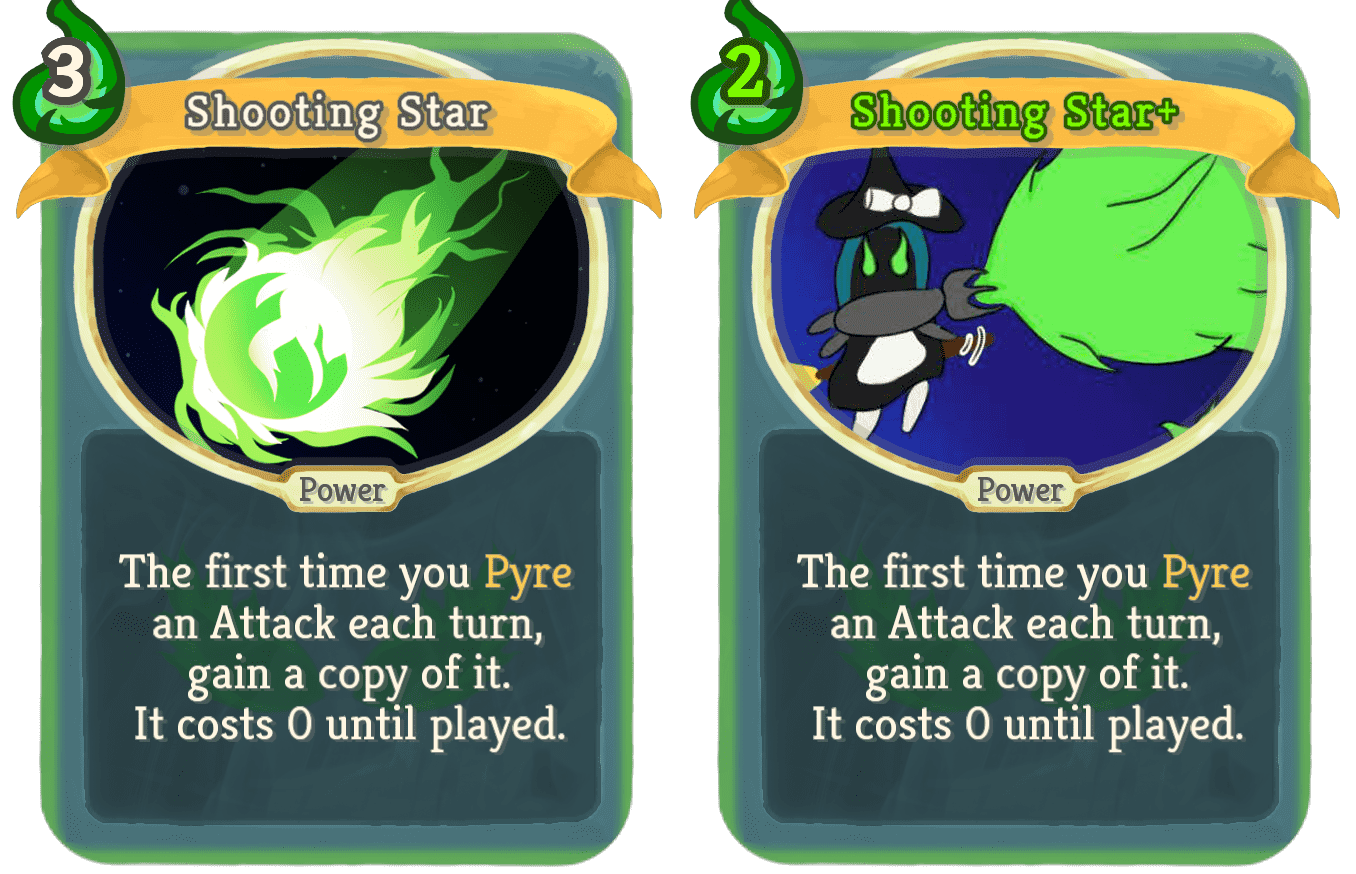 3
Shooting Star
Power
The first time you Pyre
an Attack each turn,
gain a copy of it.
It costs 0 until played.
2
Shooting Star+
Power
The first time you Pyre
an Attack each turn,
gain a copy of it.
It costs 0 until played.